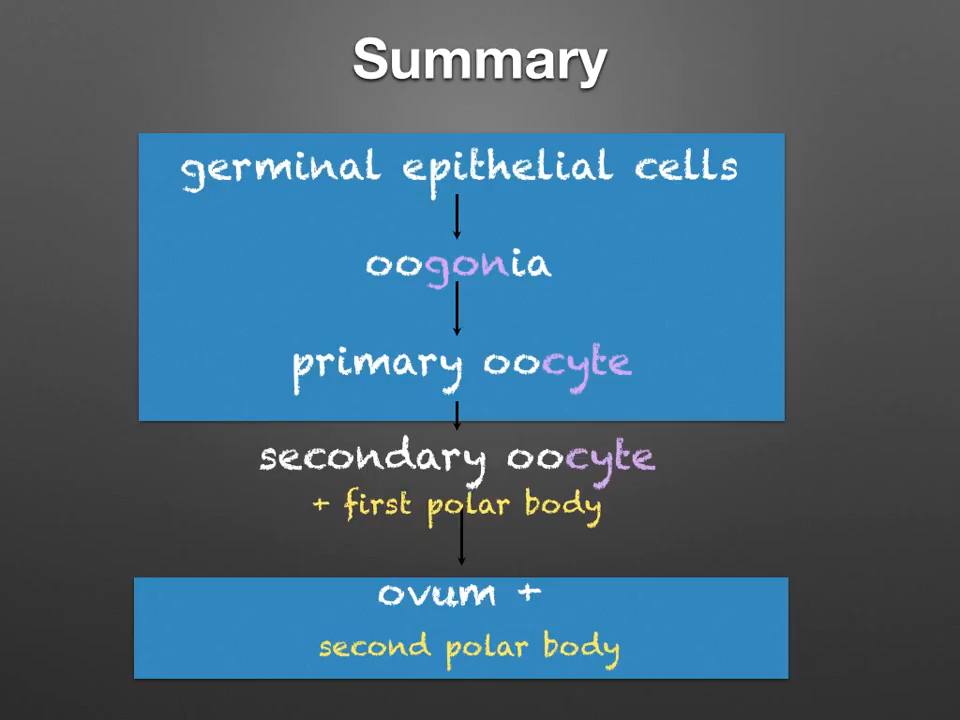 Summary
germinal epithelial cells
oogonia
primary oocyte
secondary oocyte
+ first polar body
ovum +
second polar body